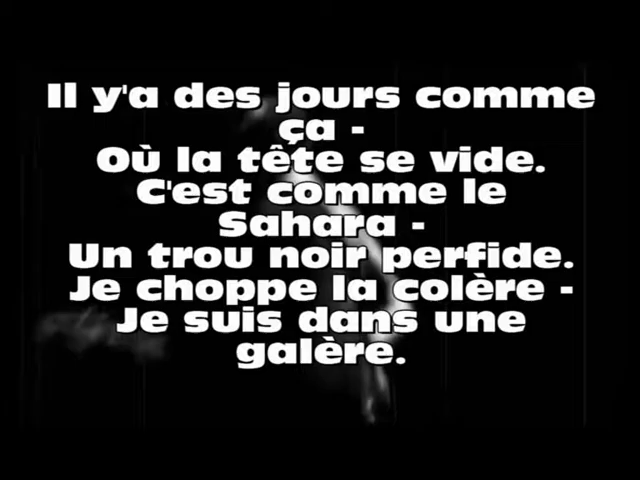 Il y'a des jours comme
ça -
Où la tête se vide.
C'est comme le
Sahara -
Un trou noir perfide.
Je choppe la colère -
Je suis dans une
galère.